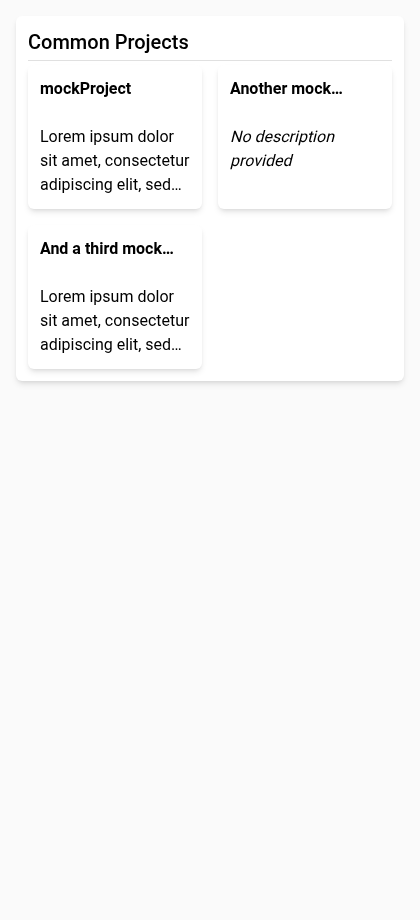 Common Projects
mockProject
Lorem ipsum dolor
sit amet, consectetur
adipiscing elit, sed…
Another mock…
No description
provided
And a third mock…
Lorem ipsum dolor
sit amet, consectetur
adipiscing elit, sed…